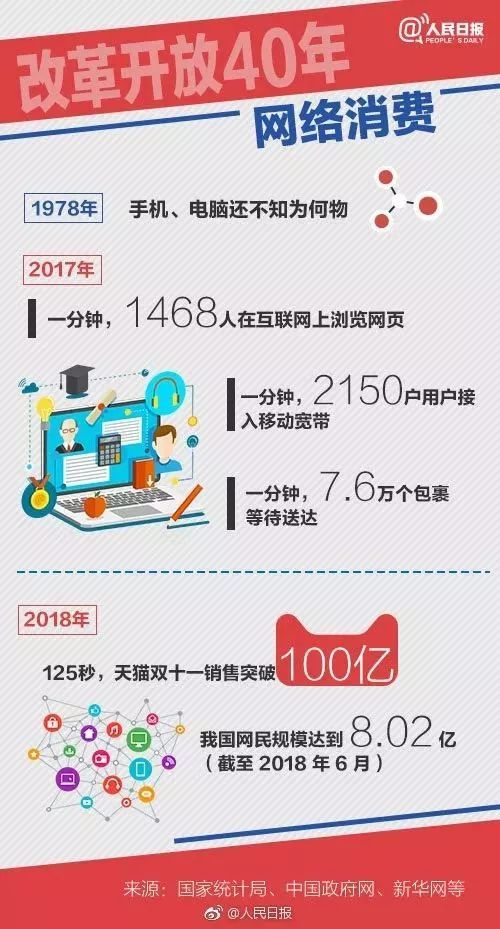 @人民日报
PEOPLE'S DAILY
改革开放40年
网络消费
1978年
手机、电脑还不知为何物
2017年
一分钟，1468人在互联网上浏览网页
一分钟，2150户用户接
入移动宽带
一分钟，7.6万个包裹
等待送达
2018年
125秒，天猫双十一销售突破100亿
我国网民规模达到8.02亿
（截至2018年6月）
来源：国家统计局、中国政府网、新华网等
@人民日报